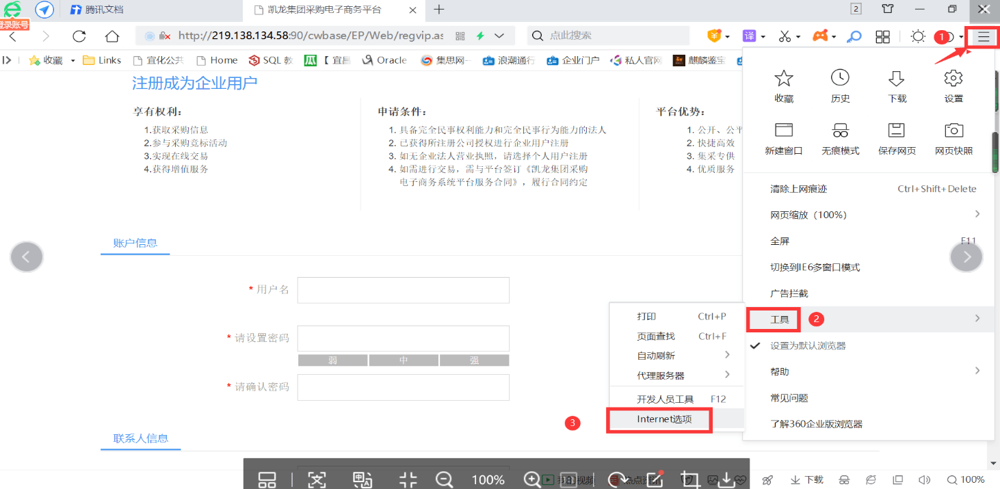 腾讯文档
凯龙集团采购电子商务平台
2
登录账号
http://219.138.134.58:90/cwbase/EP/Web/regvip.as
点此搜索
译
1
收藏
Links
宜化公共
Home
SQL 教
【 宜昌
Oracle
集思网-
浪潮通行
企业门户
私人官网
麒麟鉴宝
注册成为企业用户
享有权利:
1.获取采购信息
2.参与采购竞标活动
3.实现在线交易
4.获得增值服务
申请条件:
1. 具备完全民事权利能力和完全民事行为能力的法人
2. 已获得所注册公司授权进行企业用户注册
3. 如无企业法人营业执照，请选择个人用户注册
4. 如需进行交易，需与平台签订《凯龙集团采购
电子商务系统平台服务合同》，履行合同约定
平台优势:
1. 公开、公平
2. 快捷高效
3. 集采专供
4. 优质服务
收藏
历史
下载
设置
新建窗口
无痕模式
保存网页
网页快照
清除上网痕迹 Ctrl+Shift+Delete
网页缩放（100%）
全屏 F11
切换到IE6多窗口模式
广告拦截
工具
2
设置为默认浏览器
帮助
常见问题
了解360企业版浏览器
打印 Ctrl+P
页面查找 Ctrl+F
自动刷新
代理服务器
开发人员工具 F12
Internet选项
3
账户信息
* 用户名
* 请设置密码
弱
中
强
* 请确认密码
联系人信息
100%
我的视频
热点资讯
下载
100%